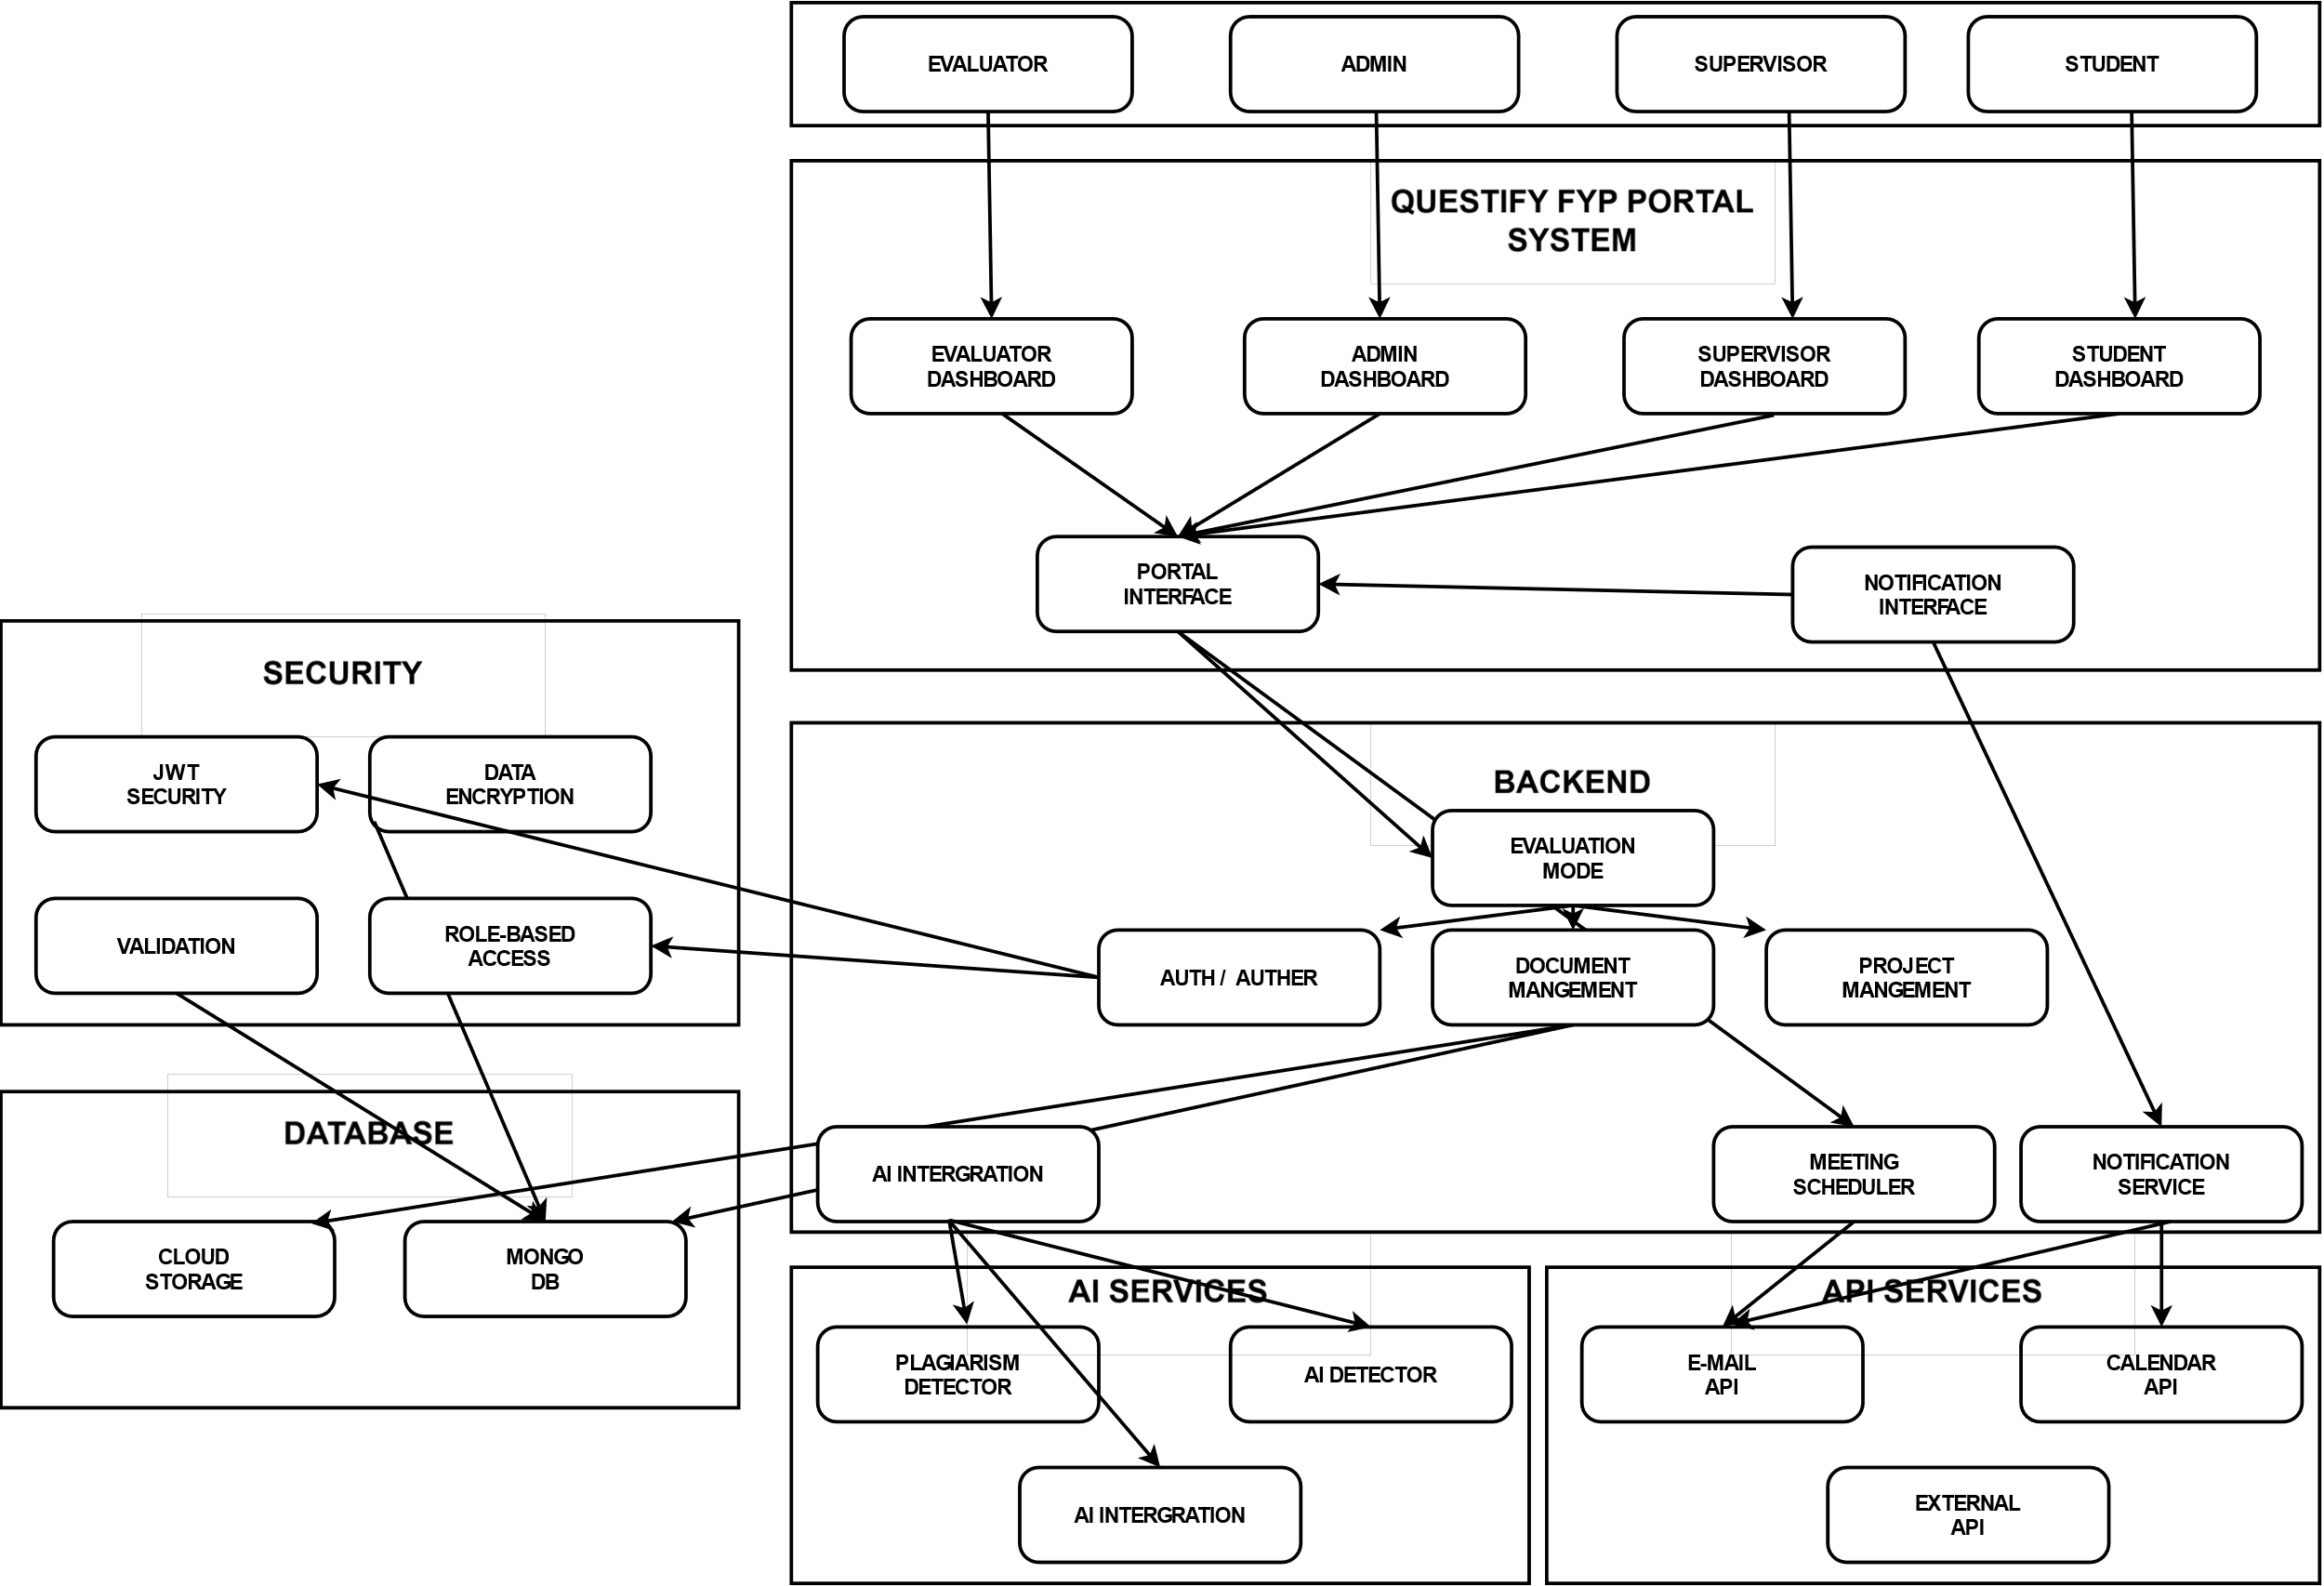 EVALUATOR
ADMIN
SUPERVISOR
STUDENT
QUESTIFY FYP PORTAL
SYSTEM
EVALUATOR
DASHBOARD
ADMIN
DASHBOARD
SUPERVISOR
DASHBOARD
STUDENT
DASHBOARD
PORTAL
INTERFACE
NOTIFICATION
INTERFACE
SECURITY
JWT
SECURITY
DATA
ENCRYPTION
VALIDATION
ROLE-BASED
ACCESS
BACKEND
EVALUATION
MODE
AUTH / AUTHER
DOCUMENT
MANGEMENT
PROJECT
MANGEMENT
AI INTERGRATION
MEETING
SCHEDULER
NOTIFICATION
SERVICE
DATABASE
CLOUD
STORAGE
MONGO
DB
AI SERVICES
PLAGIARISM
DETECTOR
AI DETECTOR
AI INTERGRATION
API SERVICES
E-MAIL
API
CALENDAR
API
EXTERNAL
API